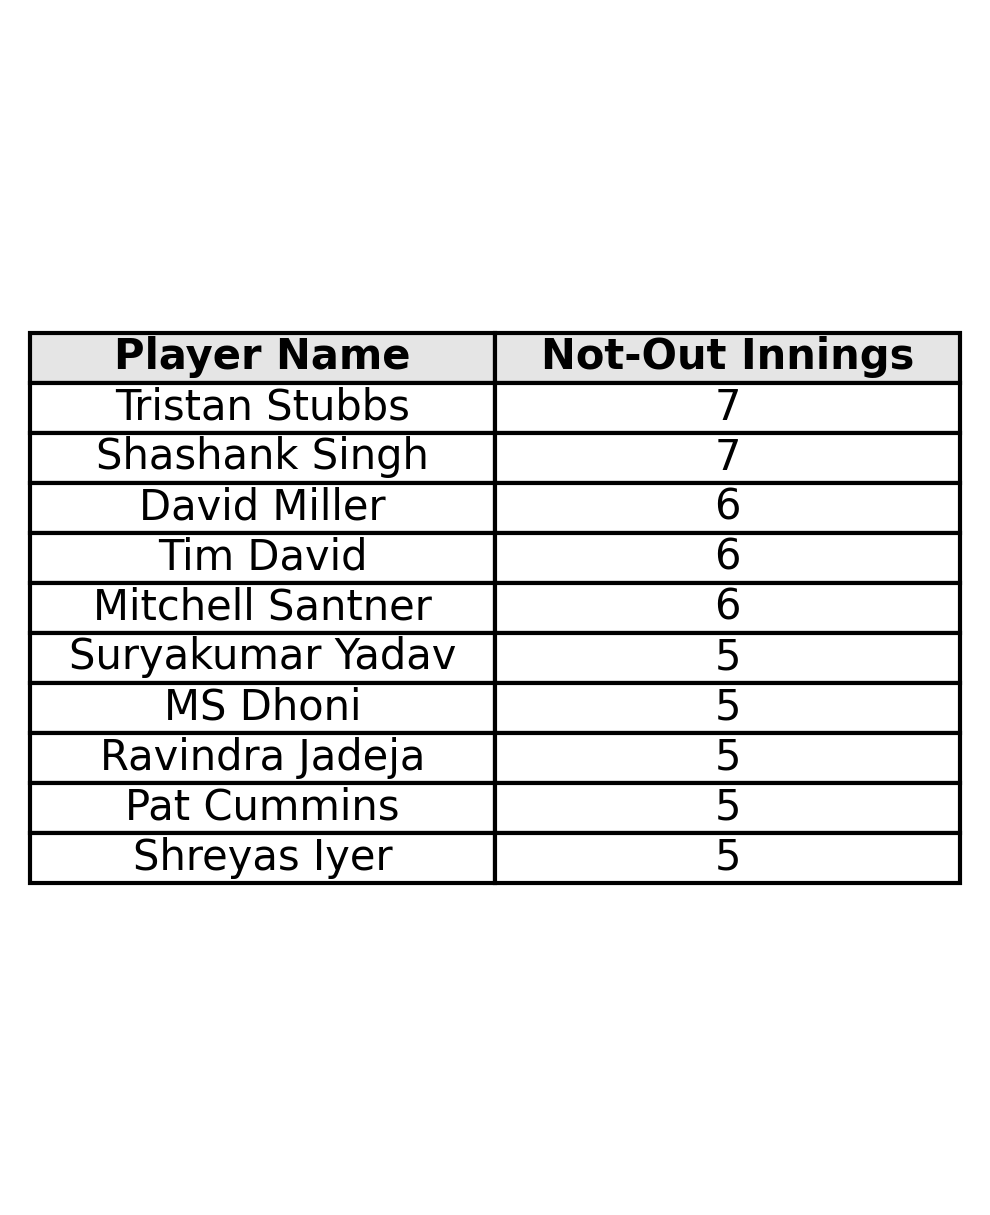 Player Name Not-Out Innings
Tristan Stubbs 7
Shashank Singh 7
David Miller 6
Tim David 6
Mitchell Santner 6
Suryakumar Yadav 5
MS Dhoni 5
Ravindra Jadeja 5
Pat Cummins 5
Shreyas Iyer 5